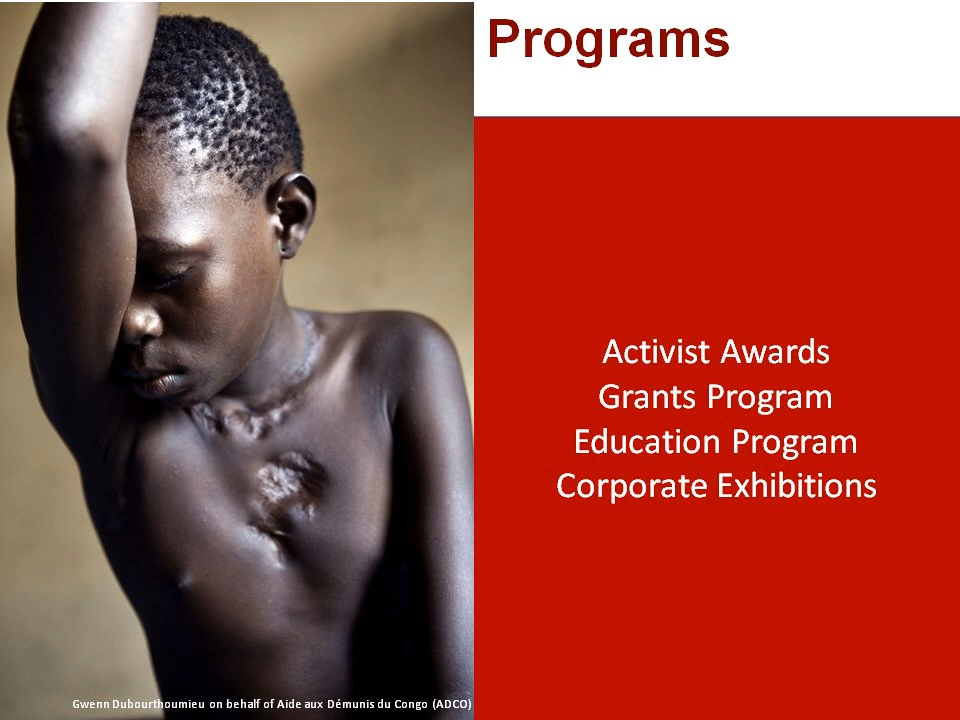 Programs
Activist Awards
Grants Program
Education Program
Corporate Exhibitions
Gwenn Dubourthoumieu on behalf of Aide aux Démunis du Congo (ADCO)